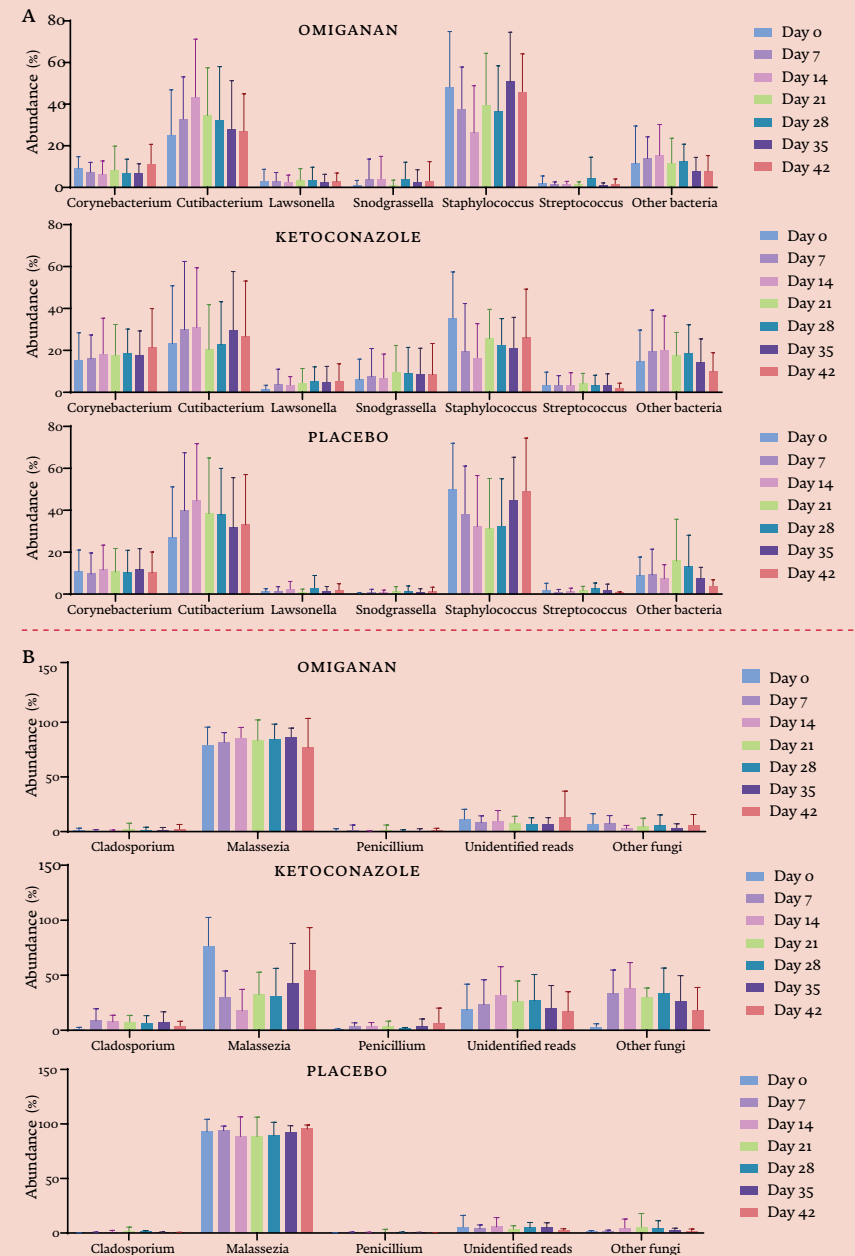 A
OMIGANAN
Abundance (%)
80
60
40
20
0
Corynebacterium Cutibacterium Lawsonella Snodgrassella Staphylococcus Streptococcus Other bacteria
Day 0
Day 7
Day 14
Day 21
Day 28
Day 35
Day 42
KETOCONAZOLE
Abundance (%)
80
60
40
20
0
Corynebacterium Cutibacterium Lawsonella Snodgrassella Staphylococcus Streptococcus Other bacteria
Day 0
Day 7
Day 14
Day 21
Day 28
Day 35
Day 42
PLACEBO
Abundance (%)
80
60
40
20
0
Corynebacterium Cutibacterium Lawsonella Snodgrassella Staphylococcus Streptococcus Other bacteria
Day 0
Day 7
Day 14
Day 21
Day 28
Day 35
Day 42
B
OMIGANAN
Abundance (%)
150
100
50
0
Cladosporium Malassezia Penicillium Unidentified reads Other fungi
Day 0
Day 7
Day 14
Day 21
Day 28
Day 35
Day 42
KETOCONAZOLE
Abundance (%)
150
100
50
0
Cladosporium Malassezia Penicillium Unidentified reads Other fungi
Day 0
Day 7
Day 14
Day 21
Day 28
Day 35
Day 42
PLACEBO
Abundance (%)
150
100
50
0
Cladosporium Malassezia Penicillium Unidentified reads Other fungi
Day 0
Day 7
Day 14
Day 21
Day 28
Day 35
Day 42